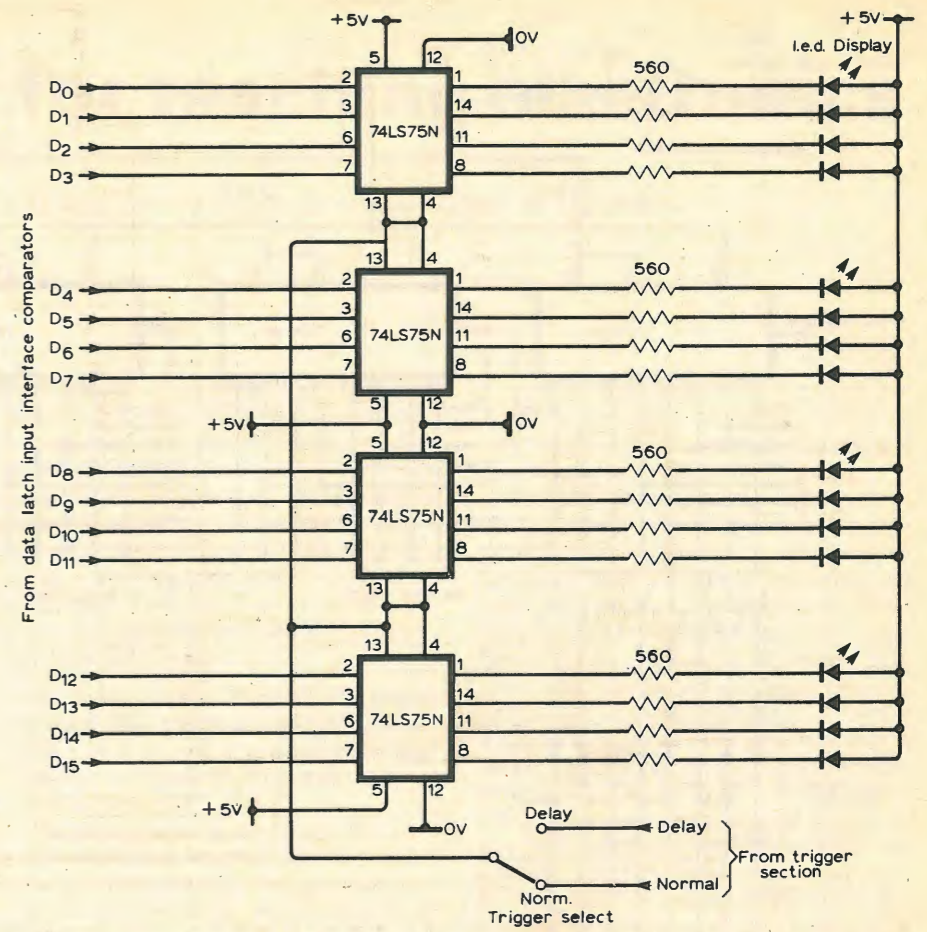 +5V
0V
+5V
l.e.d. Display
5 12
D0 2 1 560
D1 3 14
74LS75N
D2 6 11
D3 7 8
13 4
From data latch input interface comparators
13 4
D4 2 1 560
D5 3 14
74LS75N
D6 6 11
D7 7 8
5 12
+5V 0V
5 12
D8 2 1 560
D9 3 14
74LS75N
D10 6 11
D11 7 8
13 4
13 4
D12 2 1 560
D13 3 14
74LS75N
D14 6 11
D15 7 8
5 12
+5V
0V
Delay
Delay
From trigger
section
Normal
Norm.
Trigger select